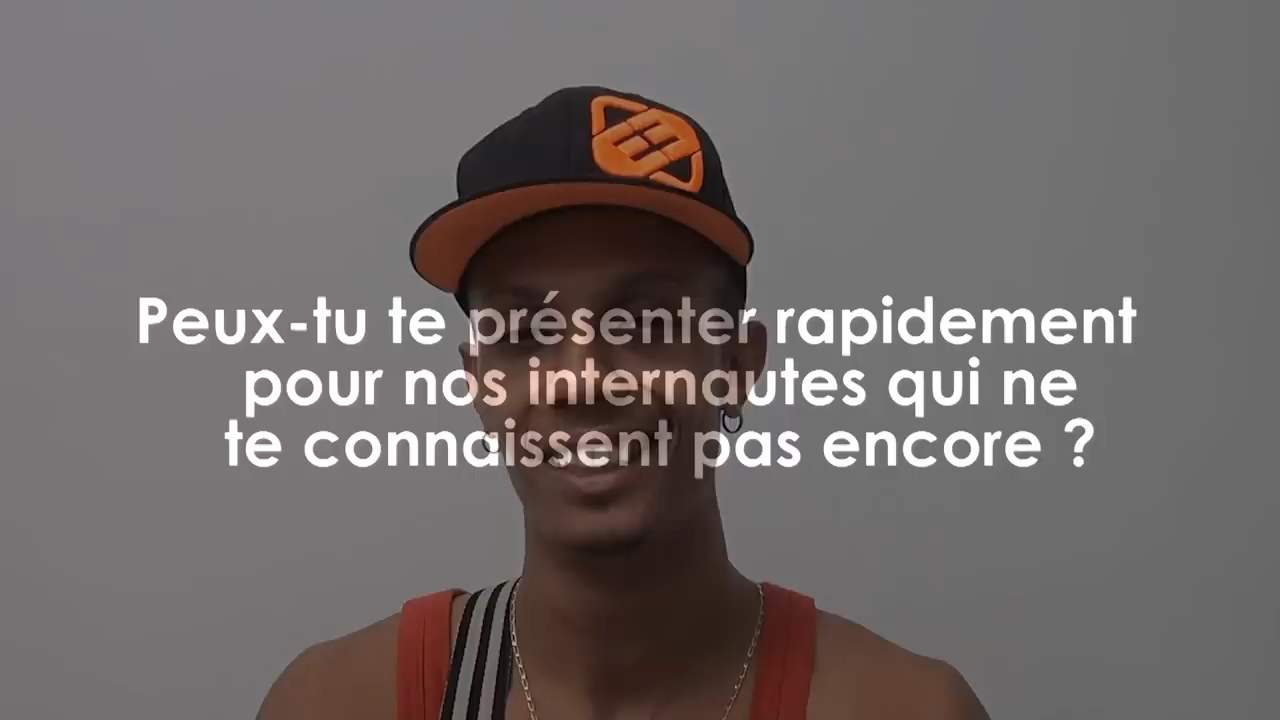 Peux-tu te présenter rapidement
pour nos internautes qui ne
te connaissent pas encore ?